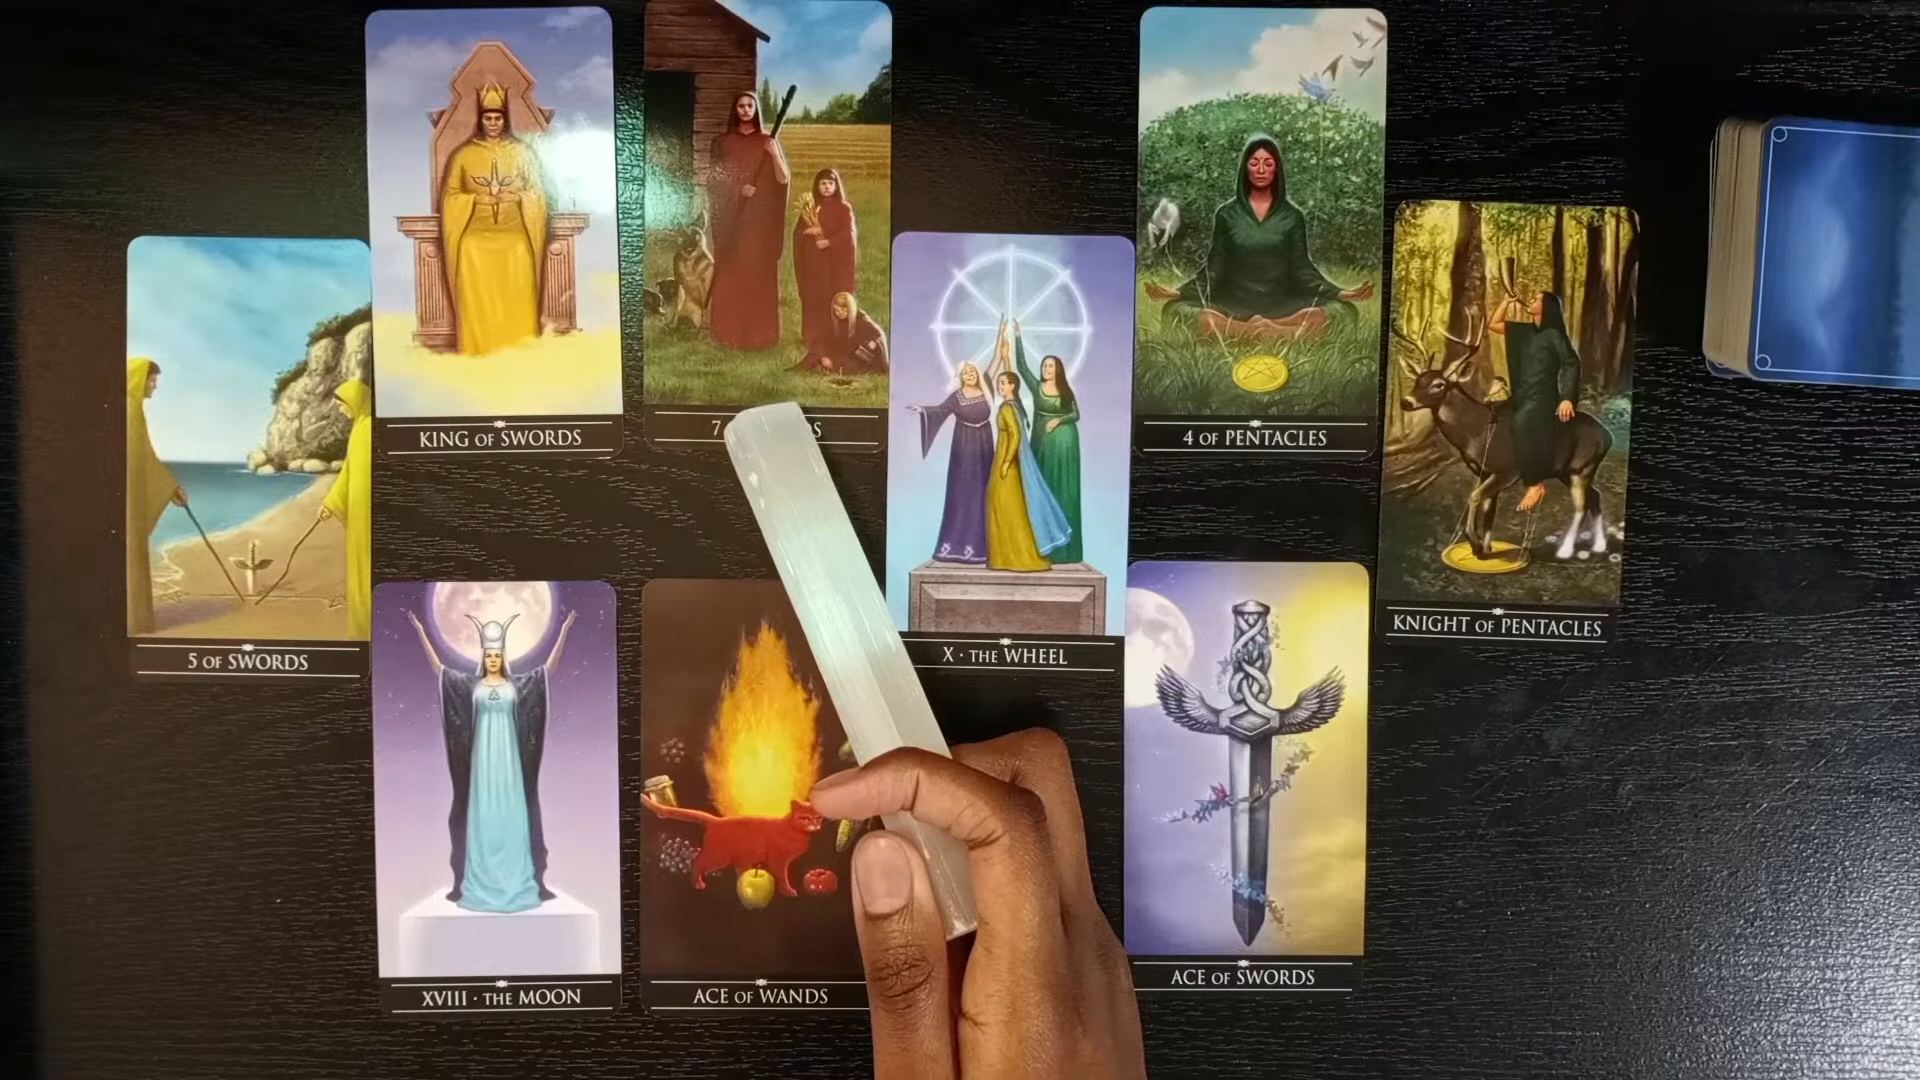 KING OF SWORDS
7
4 OF PENTACLES
5 OF SWORDS
X · THE WHEEL
KNIGHT OF PENTACLES
XVIII · THE MOON
ACE OF WANDS
ACE OF SWORDS